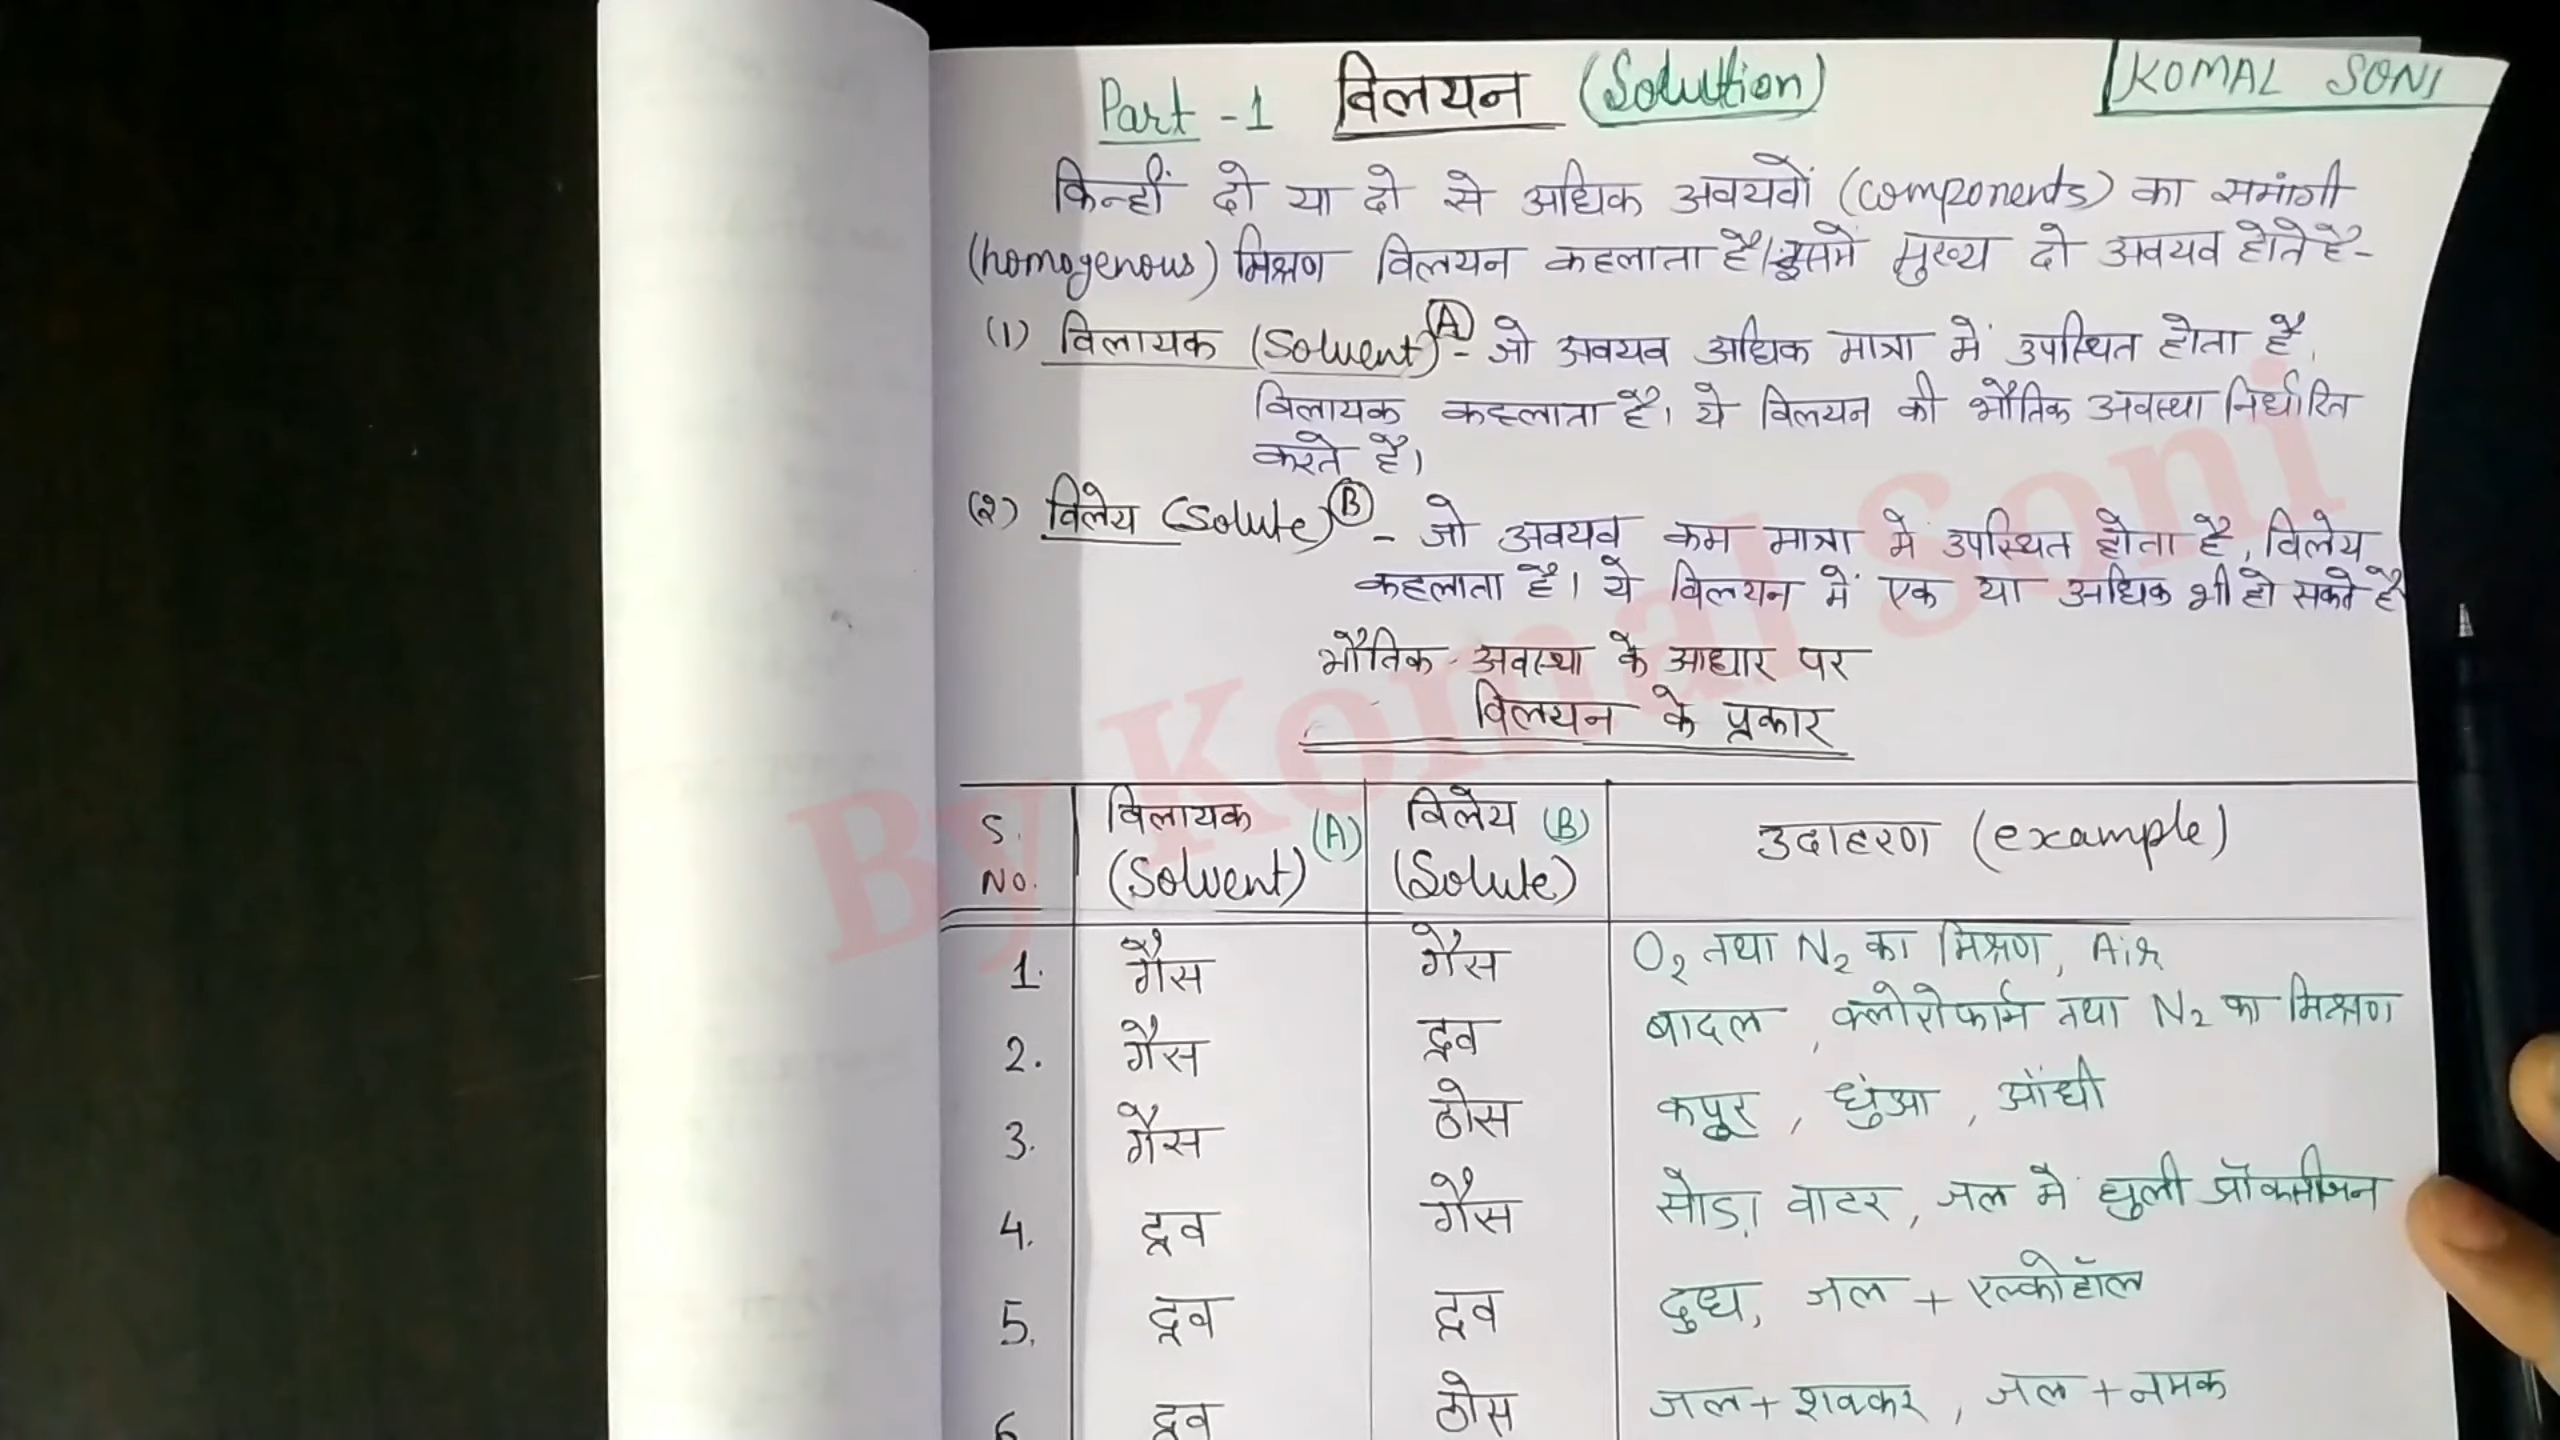 Part - 1 विलयन (Soluttion) KOMAL SONI
किन्हीं दो या दो से अधिक अवयवों (components) का समांगी
(homogenous) मिश्रण विलयन कहलाता है। इसमें मुख्य दो अवयव होते है-
(1) विलायक (Solvent) (A) - जो अवयव अधिक मात्रा में उपस्थित होता है,
विलायक कहलाता है। ये विलयन की भौतिक अवस्था निर्धारित
करते है।
(२) विलेय (Solute) (B) - जो अवयव कम मात्रा में उपस्थित होता है, विलेय
कहलाता है। ये विलयन में एक या अधिक भी हो सकते है
भौतिक अवस्था के आधार पर
विलयन के प्रकार
S. No. विलायक (Solvent) (A) विलेय (B) (Solute) उदाहरण (example)
1. गैस गैस O2 तथा N2 का मिश्रण, Air
2. गैस द्रव बादल, क्लोरोफार्म तथा N2 का मिश्रण
3. गैस ठोस कपुर, धुंआ, आंधी
4. द्रव गैस सोडा वाटर, जल में घुली ऑक्सीजन
5. द्रव द्रव दुध, जल + एल्कोहॉल
6 द्रव ठोस जल + शक्कर, जल + नमक
By Komal Soni